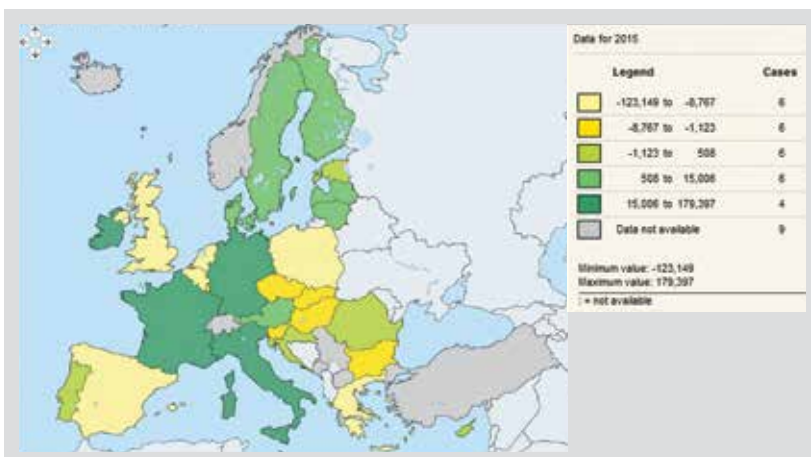 Data for 2015
Legend Cases
-123,149 to -8,767 6
-8,767 to -1,123 6
-1,123 to 508 6
508 to 15,006 6
15,006 to 179,397 4
Data not available 9
Minimum value: -123,149
Maximum value: 179,397
: = not available